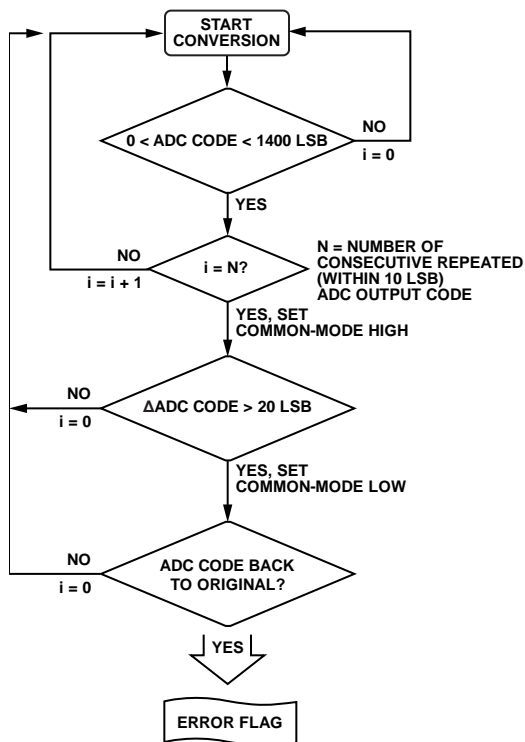 START
CONVERSION
0 < ADC CODE < 1400 LSB
NO
i = 0
YES
NO
i = i + 1
i = N?
N = NUMBER OF
CONSECUTIVE REPEATED
(WITHIN 10 LSB)
ADC OUTPUT CODE
YES, SET
COMMON-MODE HIGH
NO
i = 0
ΔADC CODE > 20 LSB
YES, SET
COMMON-MODE LOW
NO
i = 0
ADC CODE BACK
TO ORIGINAL?
YES
ERROR FLAG